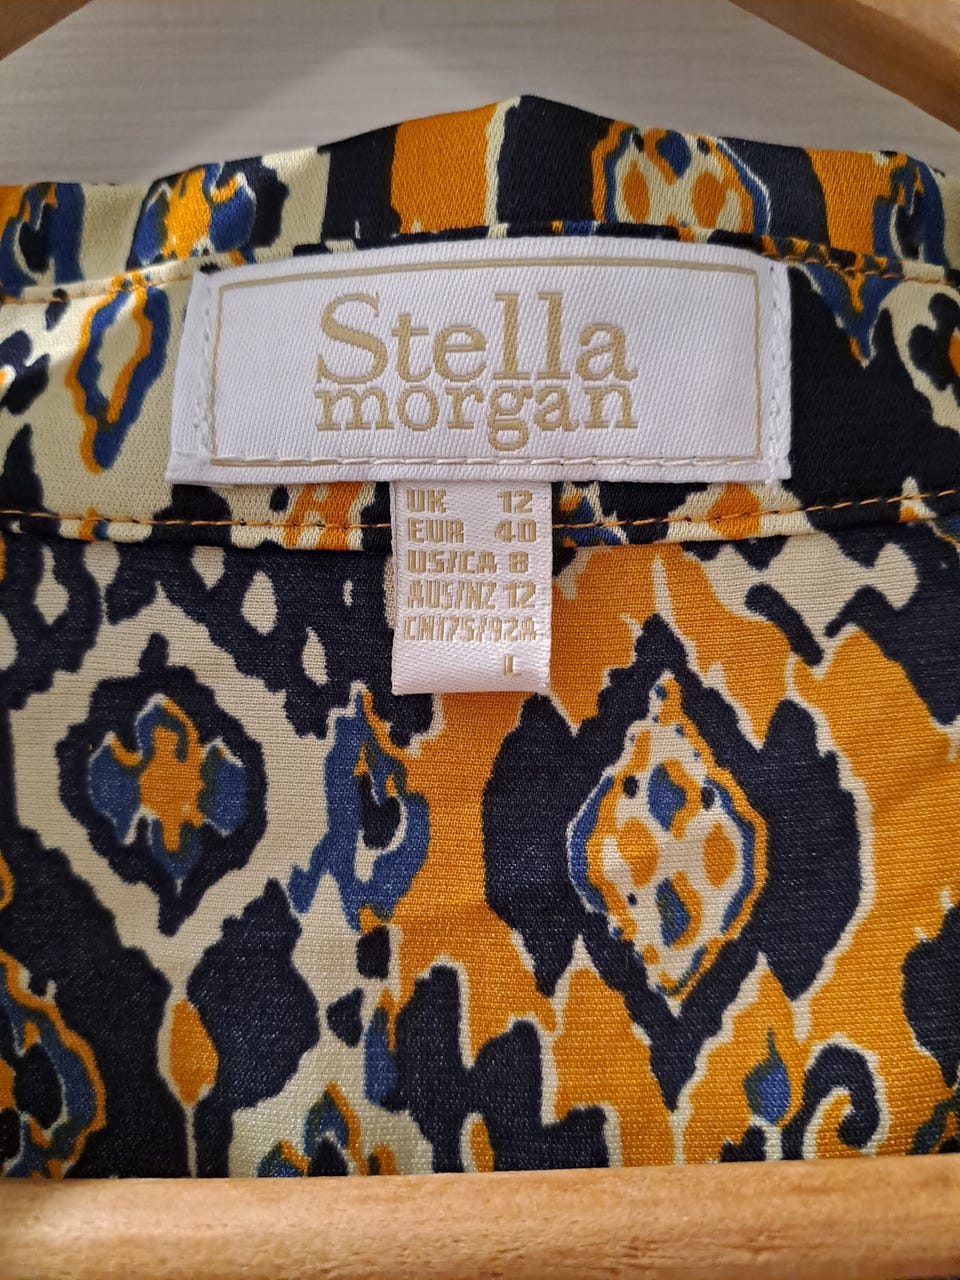 Stella
morgan
UK 12
EUR 40
US/CA 8
AUS/NZ 12
CN175/92A
L